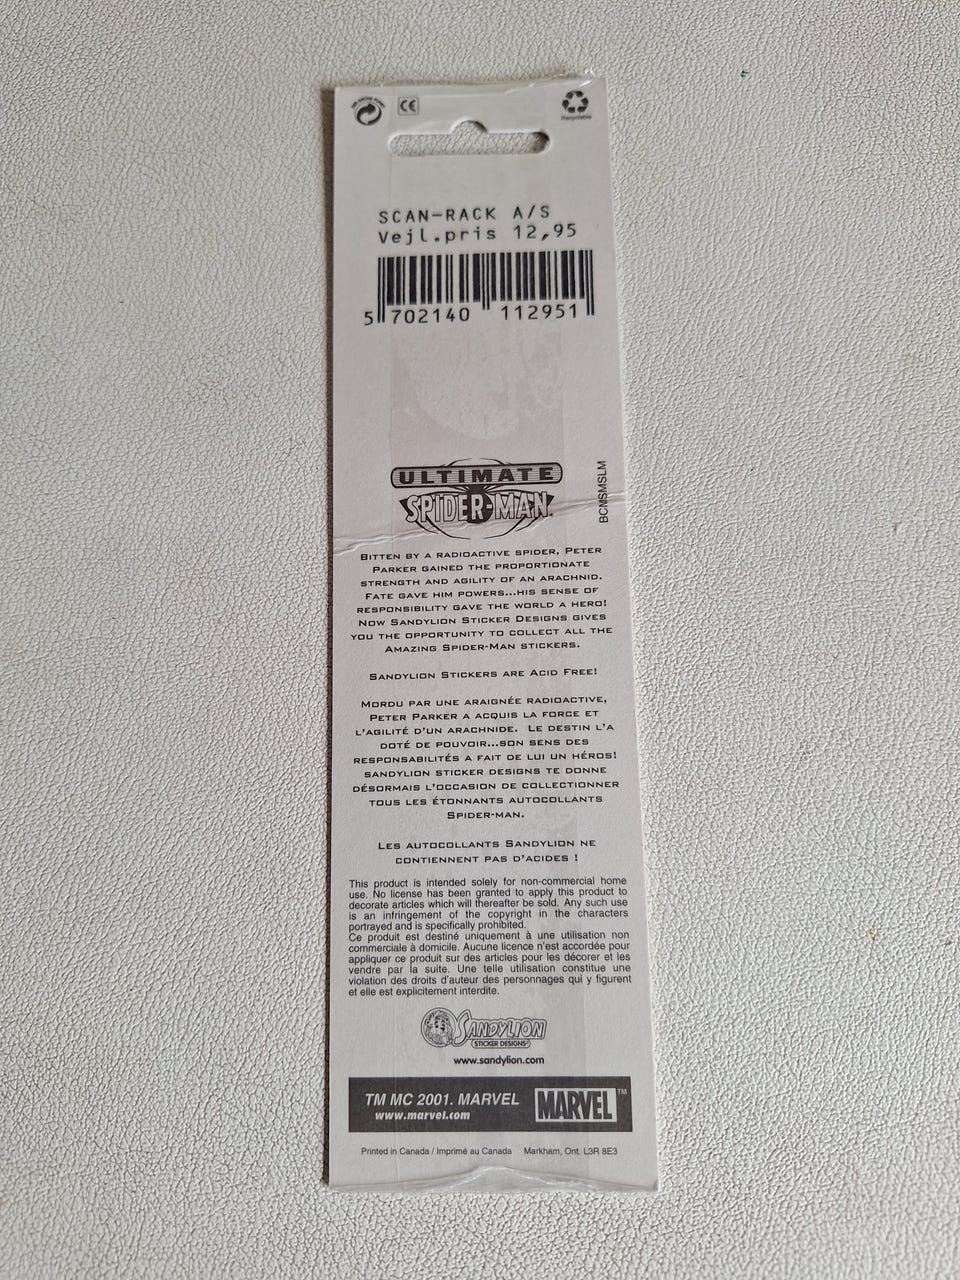 CE
Recyclable
SCAN-RACK A/S
Vejl.pris 12,95
5 702140 112951
ULTIMATE
SPIDER-MAN
BCMSMSLM
BITTEN BY A RADIOACTIVE SPIDER, PETER
PARKER GAINED THE PROPORTIONATE
STRENGTH AND AGILITY OF AN ARACHNID.
FATE GAVE HIM POWERS...HIS SENSE OF
RESPONSIBILITY GAVE THE WORLD A HERO!
NOW SANDYLION STICKER DESIGNS GIVES
YOU THE OPPORTUNITY TO COLLECT ALL THE
AMAZING SPIDER-MAN STICKERS.
SANDYLION STICKERS ARE ACID FREE!
MORDU PAR UNE ARAIGNÉE RADIOACTIVE,
PETER PARKER A ACQUIS LA FORCE ET
L'AGILITÉ D'UN ARACHNIDE. LE DESTIN L'A
DOTÉ DE POUVOIR...SON SENS DES
RESPONSABILITÉS A FAIT DE LUI UN HÉROS!
SANDYLION STICKER DESIGNS TE DONNE
DÉSORMAIS L'OCCASION DE COLLECTIONNER
TOUS LES ÉTONNANTS AUTOCOLLANTS
SPIDER-MAN.
LES AUTOCOLLANTS SANDYLION NE
CONTIENNENT PAS D'ACIDES !
This product is intended solely for non-commercial home
use. No license has been granted to apply this product to
decorate articles which will thereafter be sold. Any such use
is an infringement of the copyright in the characters
portrayed and is specifically prohibited.
Ce produit est destiné uniquement à une utilisation non
commerciale à domicile. Aucune licence n'est accordée pour
appliquer ce produit sur des articles pour les décorer et les
vendre par la suite. Une telle utilisation constitue une
violation des droits d'auteur des personnages qui y figurent
et elle est explicitement interdite.
SANDYLION
STICKER DESIGNS
www.sandylion.com
TM MC 2001. MARVEL
www.marvel.com
MARVEL TM
Printed in Canada / Imprimé au Canada Markham, Ont. L3R 8E3